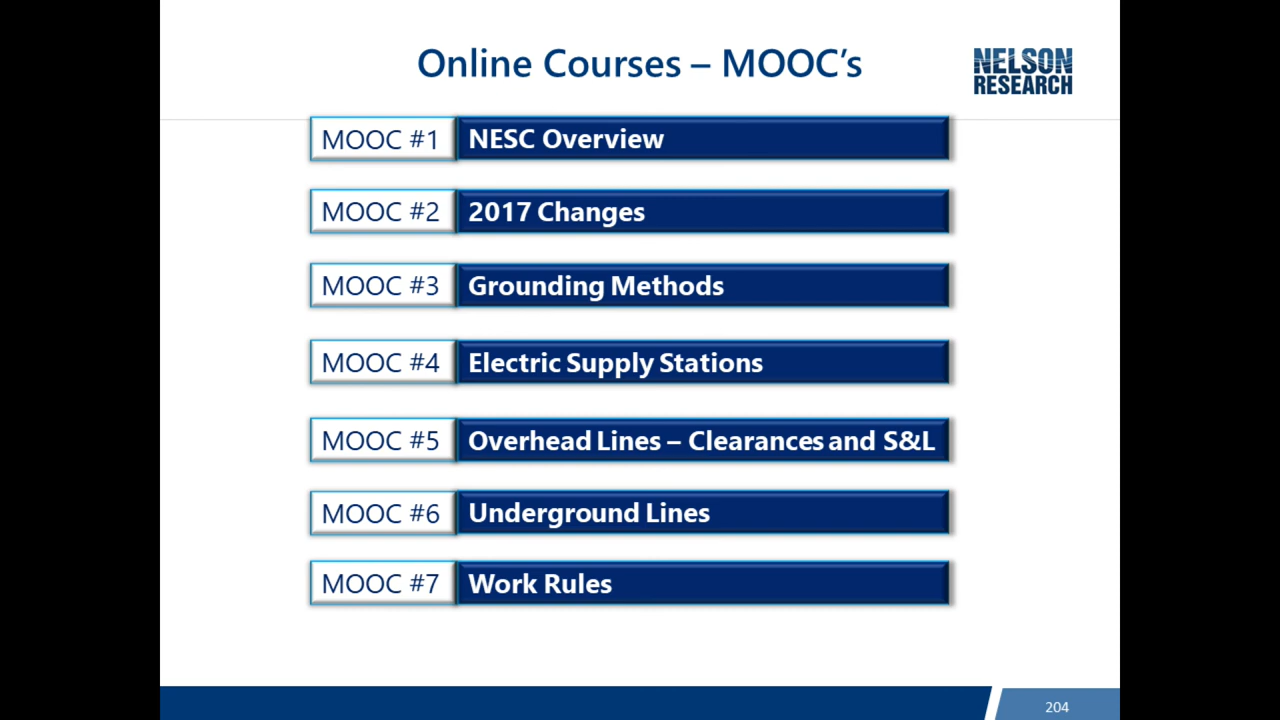 Online Courses – MOOC’s
NELSON
RESEARCH
MOOC #1 NESC Overview
MOOC #2 2017 Changes
MOOC #3 Grounding Methods
MOOC #4 Electric Supply Stations
MOOC #5 Overhead Lines – Clearances and S&L
MOOC #6 Underground Lines
MOOC #7 Work Rules
204